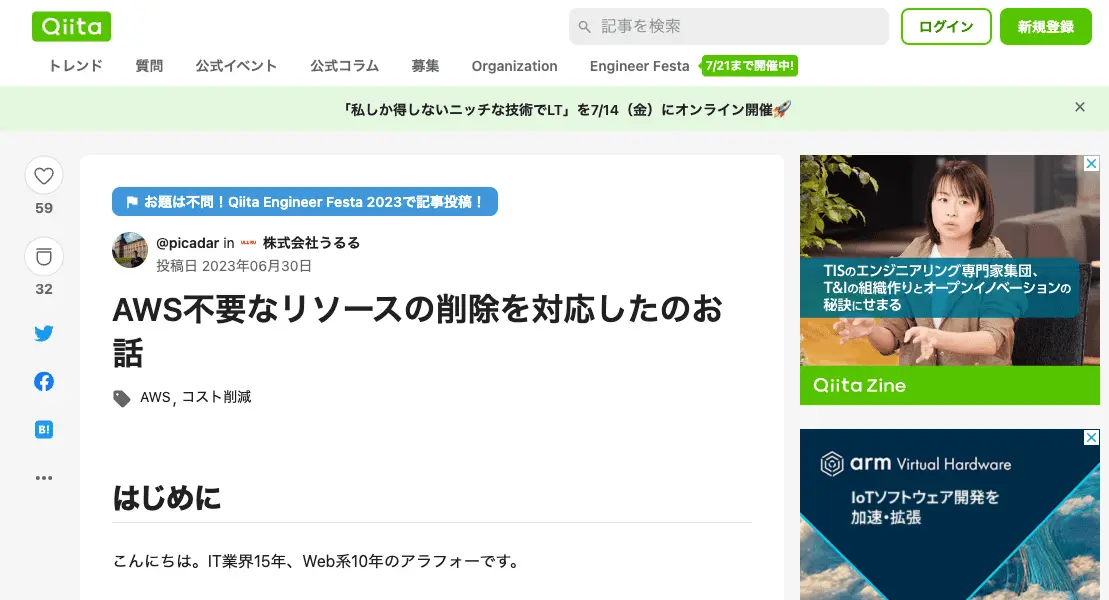 Qiita
記事を検索
ログイン
新規登録
トレンド 質問 公式イベント 公式コラム 募集 Organization Engineer Festa 7/21まで開催中!
「私しか得しないニッチな技術でLT」を7/14（金）にオンライン開催🚀
59
32
B!
お題は不問！Qiita Engineer Festa 2023で記事投稿！
@picadar in ULURU 株式会社うるる
投稿日 2023年06月30日
AWS不要なリソースの削除を対応したのお
話
AWS, コスト削減
はじめに
こんにちは。IT業界15年、Web系10年のアラフォーです。
TISのエンジニアリング専門家集団、
T&Iの組織作りとオープンイノベーションの
秘訣にせまる
Qiita Zine
arm Virtual Hardware
IoTソフトウェア開発を
加速・拡張